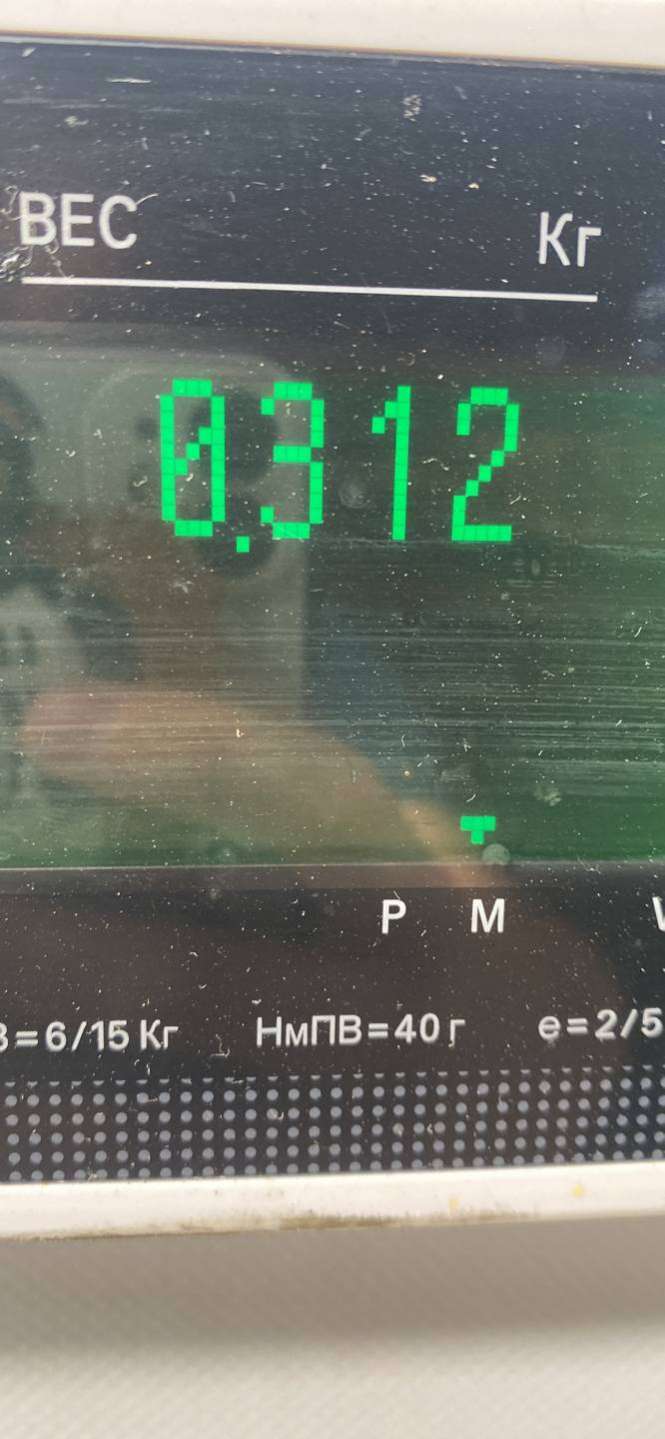 ВЕС Кг
0.312
P M
=6/15 Кг НмПВ=40 г e=2/5